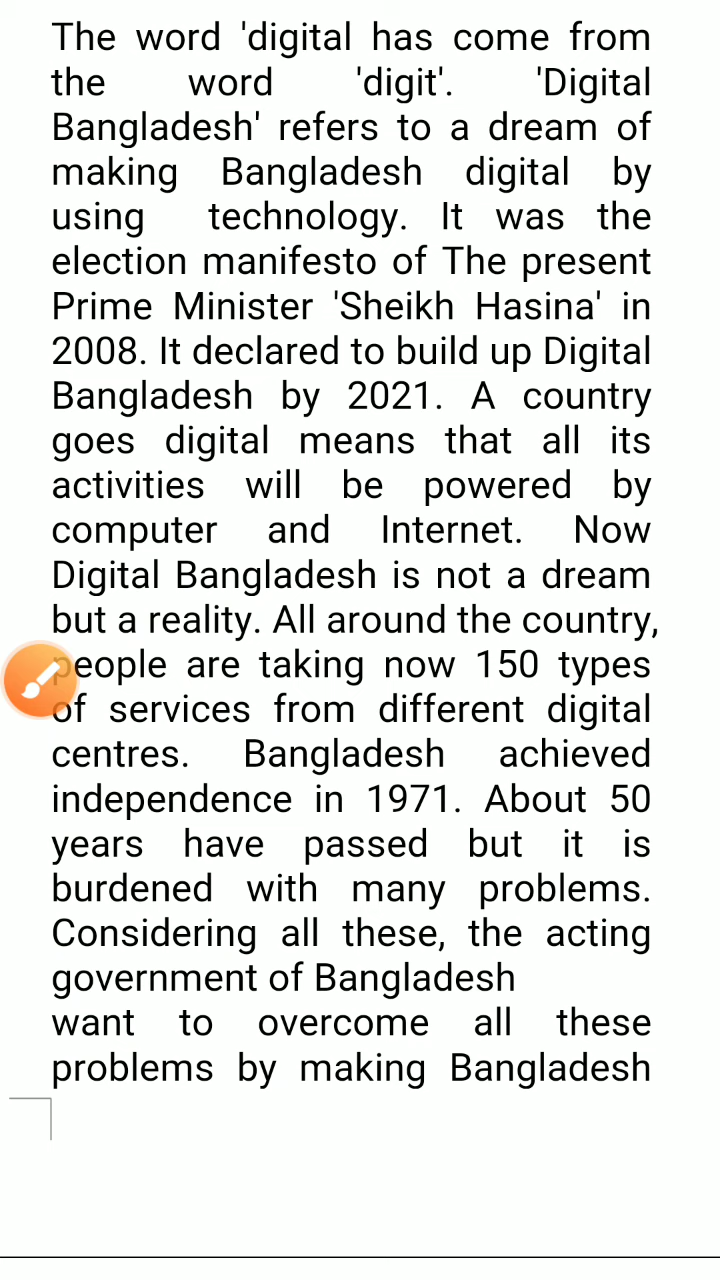 The word 'digital has come from
the word 'digit'. 'Digital
Bangladesh' refers to a dream of
making Bangladesh digital by
using technology. It was the
election manifesto of The present
Prime Minister 'Sheikh Hasina' in
2008. It declared to build up Digital
Bangladesh by 2021. A country
goes digital means that all its
activities will be powered by
computer and Internet. Now
Digital Bangladesh is not a dream
but a reality. All around the country,
people are taking now 150 types
of services from different digital
centres. Bangladesh achieved
independence in 1971. About 50
years have passed but it is
burdened with many problems.
Considering all these, the acting
government of Bangladesh
want to overcome all these
problems by making Bangladesh